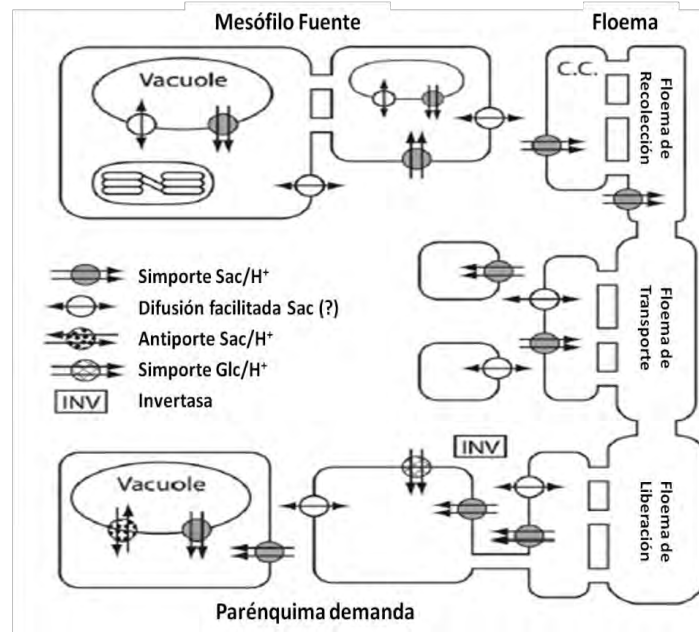 Mesófilo Fuente
Floema
Vacuole
C.C.
Floema de
Recolección
Simporte Sac/H⁺
Difusión facilitada Sac (?)
Antiporte Sac/H⁺
Simporte Glc/H⁺
INV
Invertasa
Floema de
Transporte
INV
Vacuole
Floema de
Liberación
Parénquima demanda